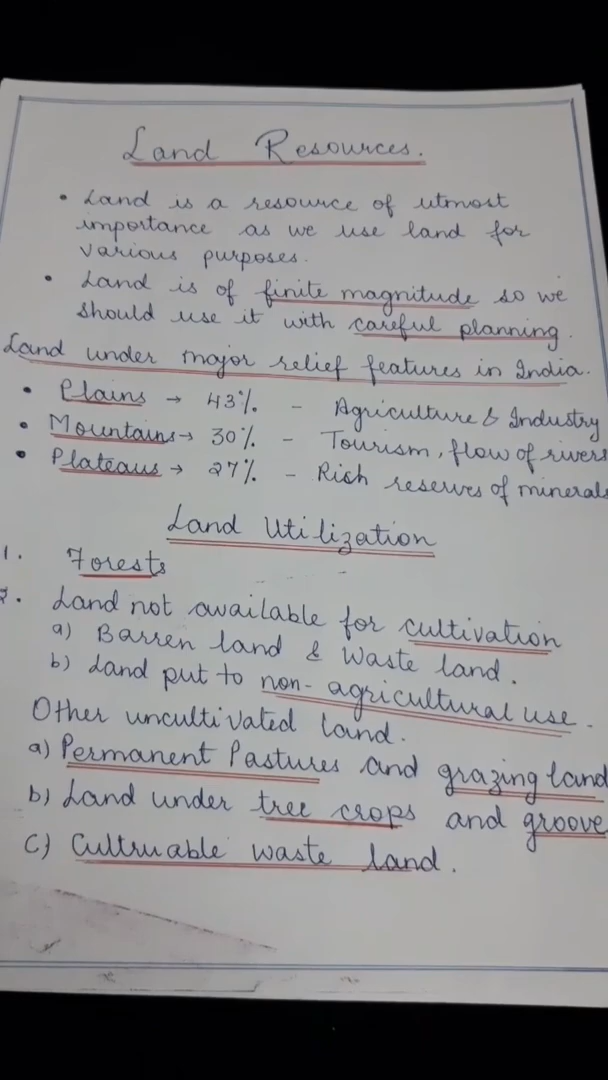 Land Resources.
• Land is a resource of utmost
importance as we use land for
various purposes.
• Land is of finite magnitude so we
should use it with careful planning.
Land under major relief features in India.
• Plains → 43% - Agriculture & Industry
• Mountains → 30% - Tourism, flow of rivers
• Plateaus → 27% - Rich reserves of minerals
Land Utilization
1. Forests
2. Land not available for cultivation
a) Barren land & Waste land.
b) Land put to non-agricultural use.
Other uncultivated land.
a) Permanent Pastures and grazing land
b) Land under tree crops and groove
c) Cultruable waste land.